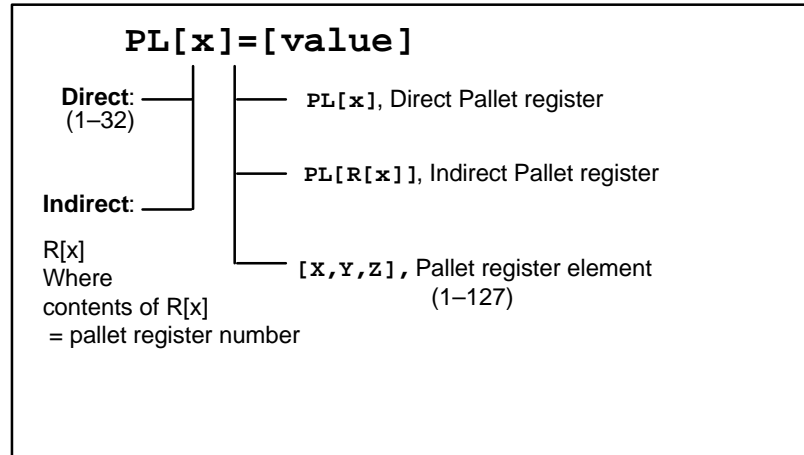 PL[x]=[value]
Direct:
(1–32)
PL[x], Direct Pallet register
PL[R[x]], Indirect Pallet register
Indirect:
R[x]
Where
contents of R[x]
= pallet register number
[X,Y,Z], Pallet register element
(1–127)